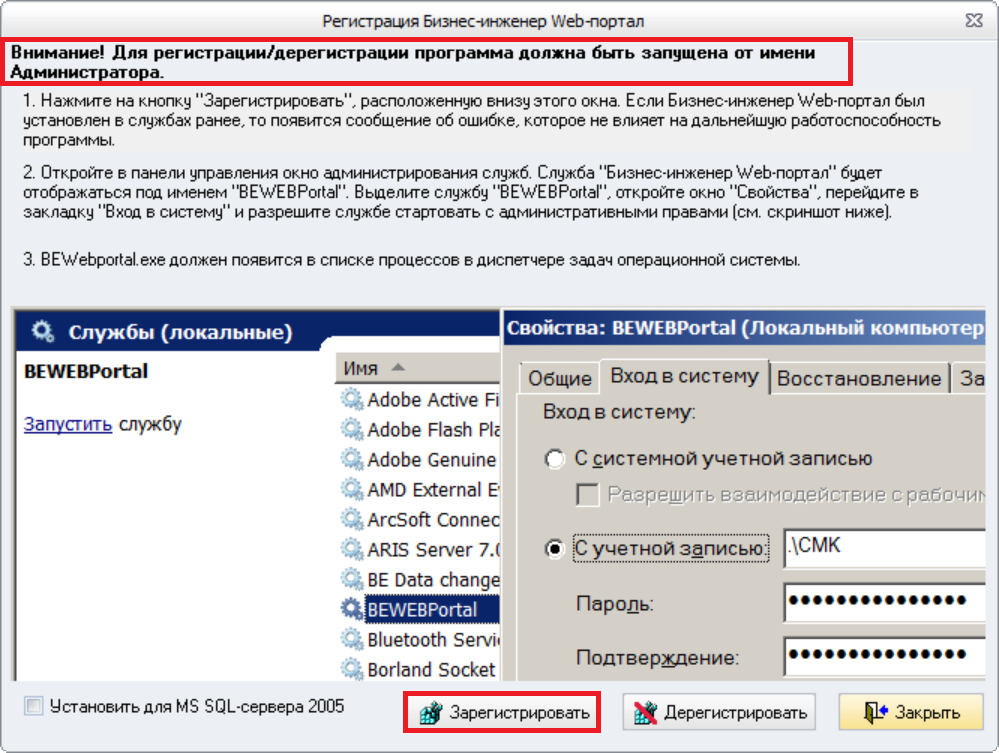 Регистрация Бизнес-инженер Web-портал
Внимание! Для регистрации/дерегистрации программа должна быть запущена от имени
Администратора.
1. Нажмите на кнопку "Зарегистрировать", расположенную внизу этого окна. Если Бизнес-инженер Web-портал был
установлен в службах ранее, то появится сообщение об ошибке, которое не влияет на дальнейшую работоспособность
программы.
2. Откройте в панели управления окно администрирования служб. Служба "Бизнес-инженер Web-портал" будет
отображаться под именем "BEWEBPortal". Выделите службу "BEWEBPortal", откройте окно "Свойства", перейдите в
закладку "Вход в систему" и разрешите службе стартовать с административными правами (см. скриншот ниже).
3. BEWebportal.exe должен появится в списке процессов в диспетчере задач операционной системы.
Службы (локальные)
BEWEBPortal
Запустить службу
Имя
Adobe Active Fi
Adobe Flash Pla
Adobe Genuine
AMD External E
ArcSoft Connec
ARIS Server 7.0
BE Data change
BEWEBPortal
Bluetooth Servi
Borland Socket
Свойства: BEWEBPortal (Локальный компьютер
Общие Вход в систему Восстановление За
Вход в систему:
С системной учетной записью
Разрешить взаимодействие с рабочим
С учетной записью: .\СМК
Пароль: •••••••••••••••
Подтверждение: •••••••••••••••
Установить для MS SQL-сервера 2005
Зарегистрировать
Дерегистрировать
Закрыть